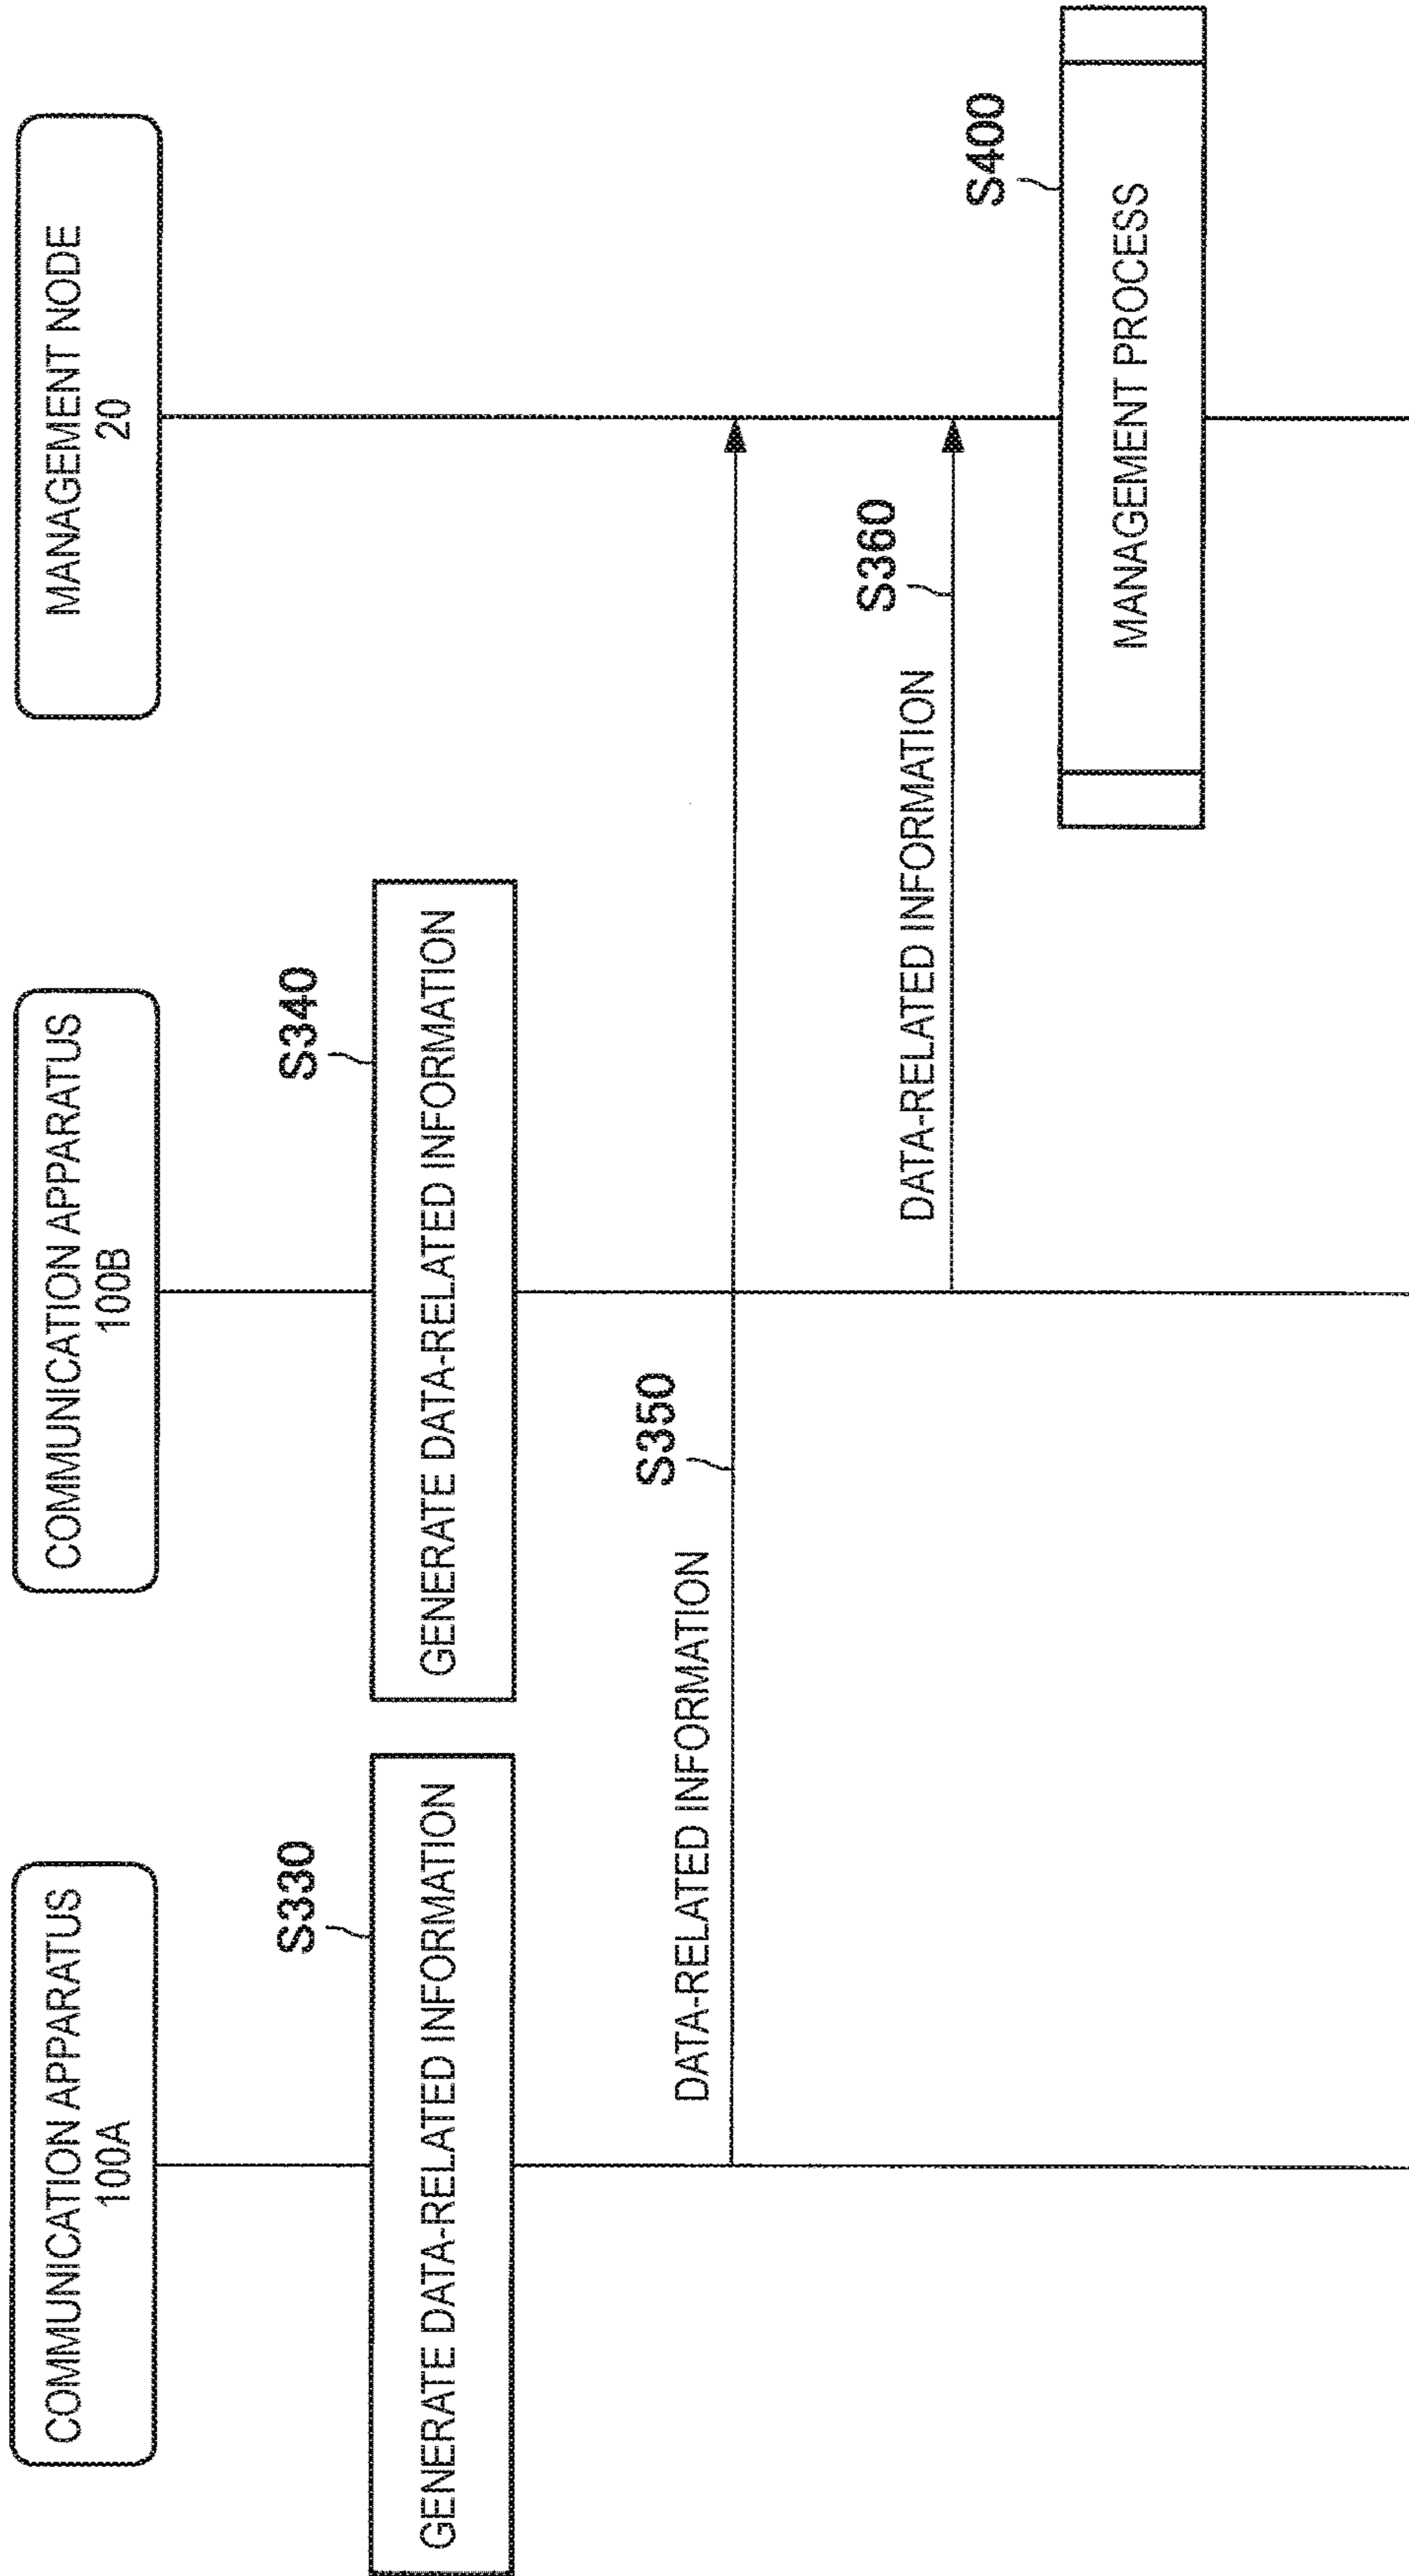 COMMUNICATION APPARATUS
100A
COMMUNICATION APPARATUS
100B
MANAGEMENT NODE
20
S330
GENERATE DATA-RELATED INFORMATION
S340
GENERATE DATA-RELATED INFORMATION
S350
DATA-RELATED INFORMATION
S360
DATA-RELATED INFORMATION
S400
MANAGEMENT PROCESS